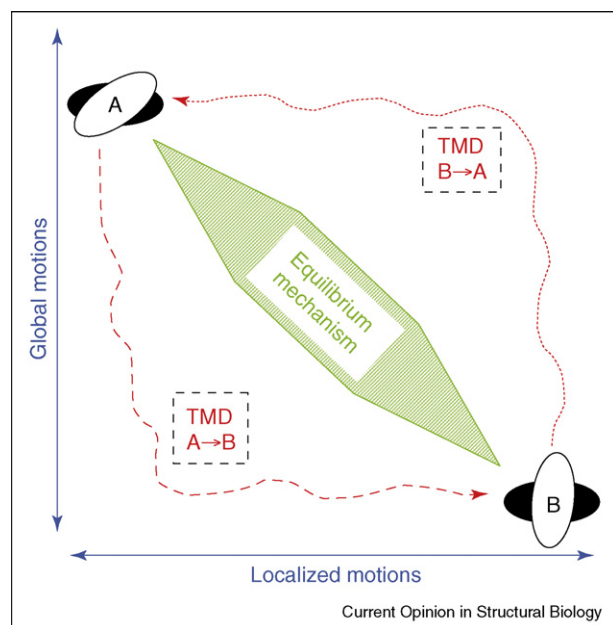 A
TMD
B→A
Global motions
Equilibrium
mechanism
TMD
A→B
B
Localized motions
Current Opinion in Structural Biology